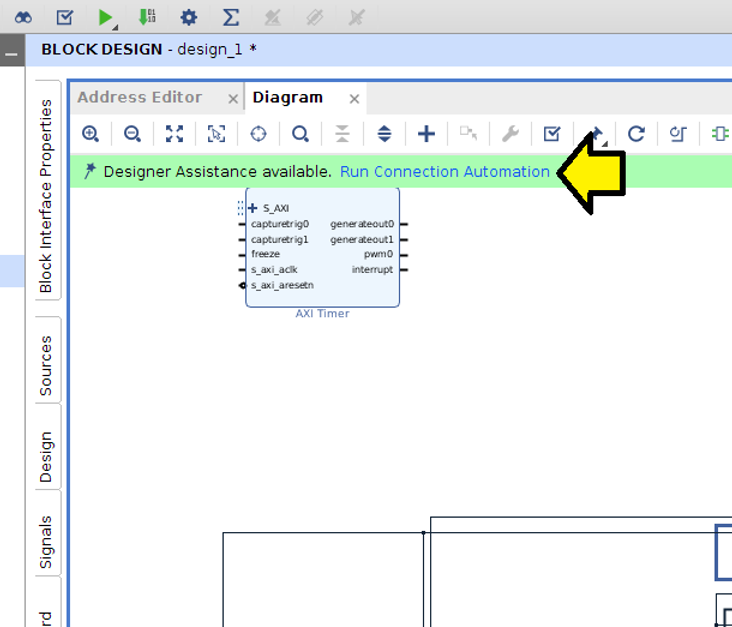 BLOCK DESIGN - design_1 *
Address Editor
Diagram
Designer Assistance available. Run Connection Automation
S_AXI
capturetrig0 generateout0
capturetrig1 generateout1
freeze pwm0
s_axi_aclk interrupt
s_axi_aresetn
AXI Timer
Block Interface Properties
Sources
Design
Signals